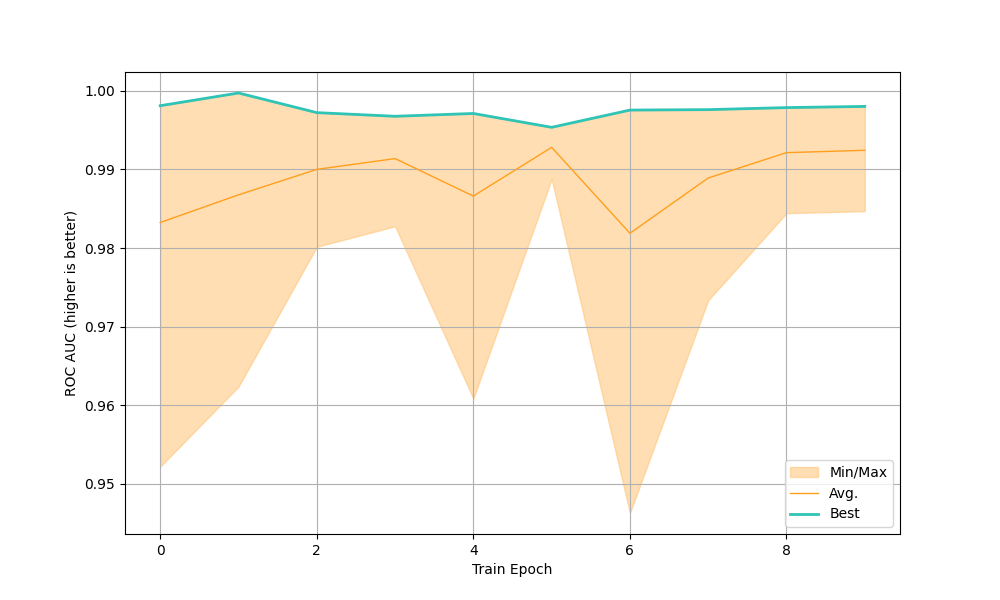 1.00
0.99
0.98
0.97
0.96
0.95
ROC AUC (higher is better)
0 2 4 6 8
Train Epoch
Min/Max
Avg.
Best